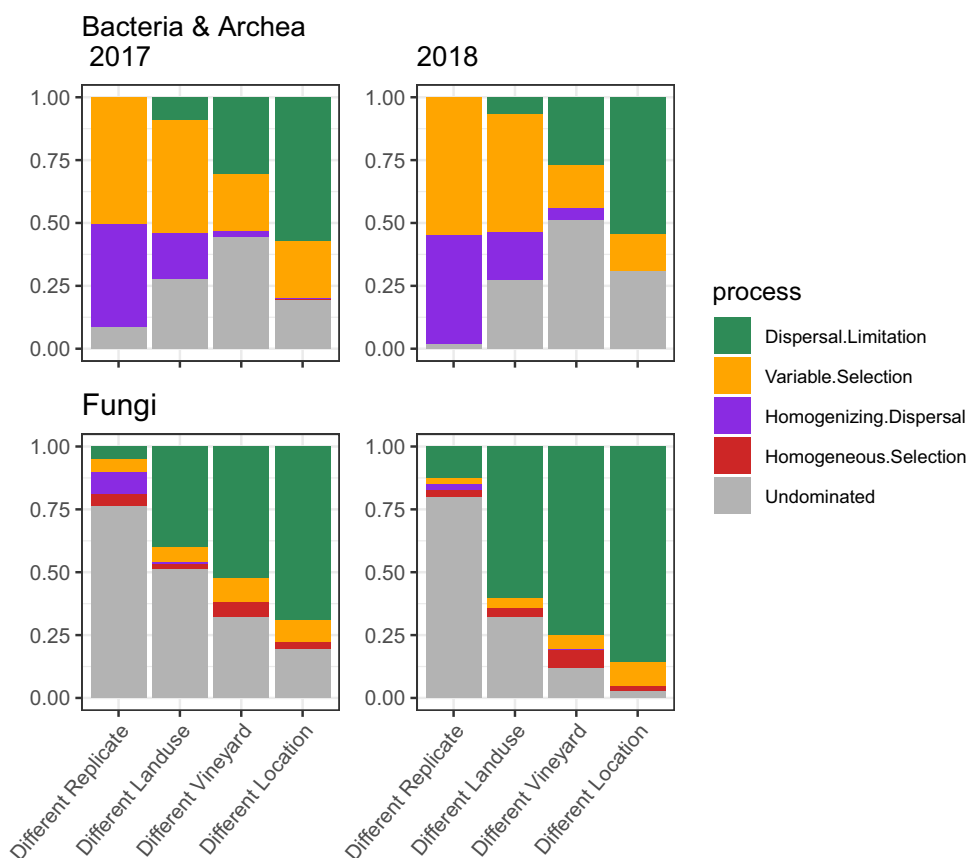 Bacteria & Archea
2017
2018
1.00
0.75
0.50
0.25
0.00
1.00
0.75
0.50
0.25
0.00
Fungi
1.00
0.75
0.50
0.25
0.00
1.00
0.75
0.50
0.25
0.00
Different Replicate
Different Landuse
Different Vineyard
Different Location
Different Replicate
Different Landuse
Different Vineyard
Different Location
process
Dispersal.Limitation
Variable.Selection
Homogenizing.Dispersal
Homogeneous.Selection
Undominated